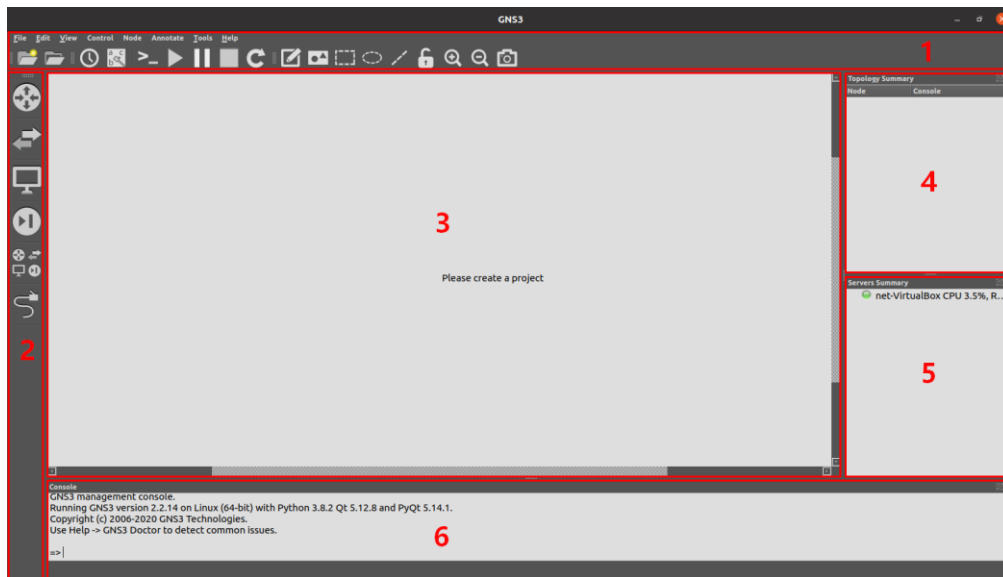 GNS3
File Edit View Control Node Annotate Tools Help
1
Topology Summary
Node Console
4
3
Please create a project
Servers Summary
net-VirtualBox CPU 3.5%, R...
2
5
Console
GNS3 management console.
Running GNS3 version 2.2.14 on Linux (64-bit) with Python 3.8.2 Qt 5.12.8 and PyQt 5.14.1.
Copyright (c) 2006-2020 GNS3 Technologies.
Use Help -> GNS3 Doctor to detect common issues.
6
=>